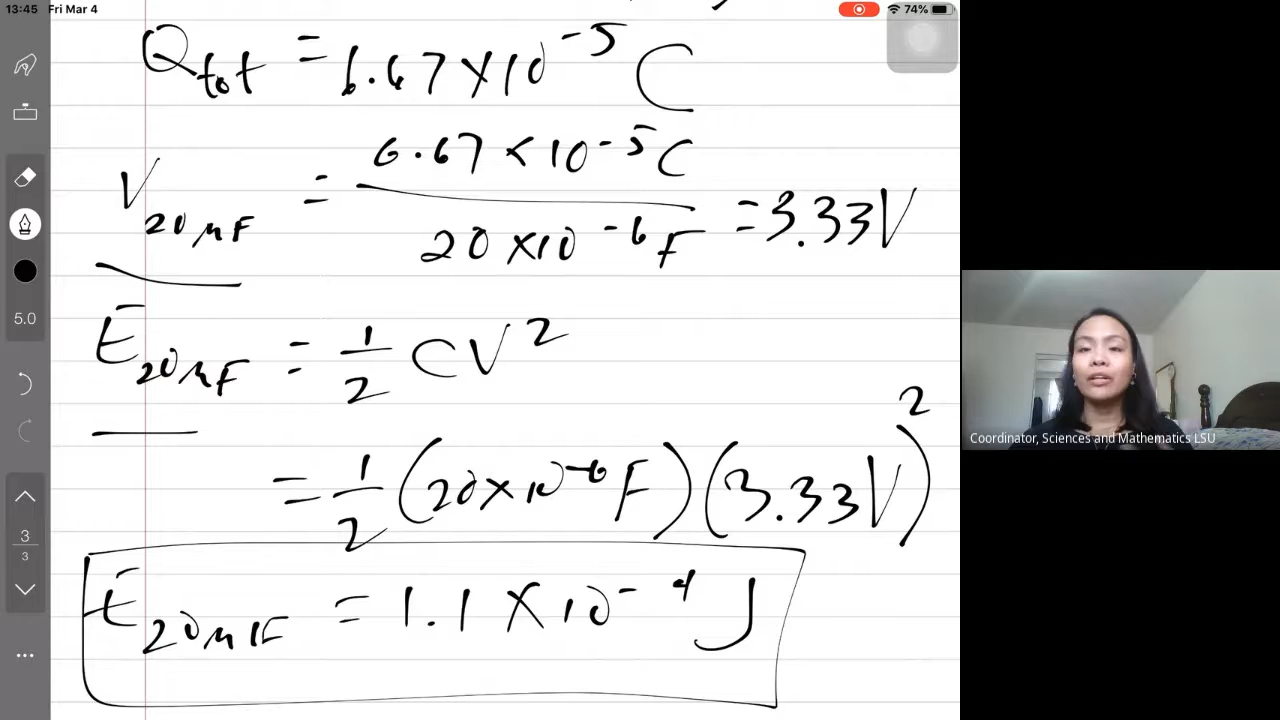 13:45 Fri Mar 4 74%
Q_tot = 6.67 × 10^-5 C
V_20μF = 6.67 × 10^-5 C / 20 × 10^-6 F = 3.33V
5.0
E_20μF = 1/2 CV^2
= 1/2 (20 × 10^-6 F)(3.33V)^2
3
3
E_20μF = 1.1 × 10^-4 J
Coordinator, Sciences and Mathematics LSU